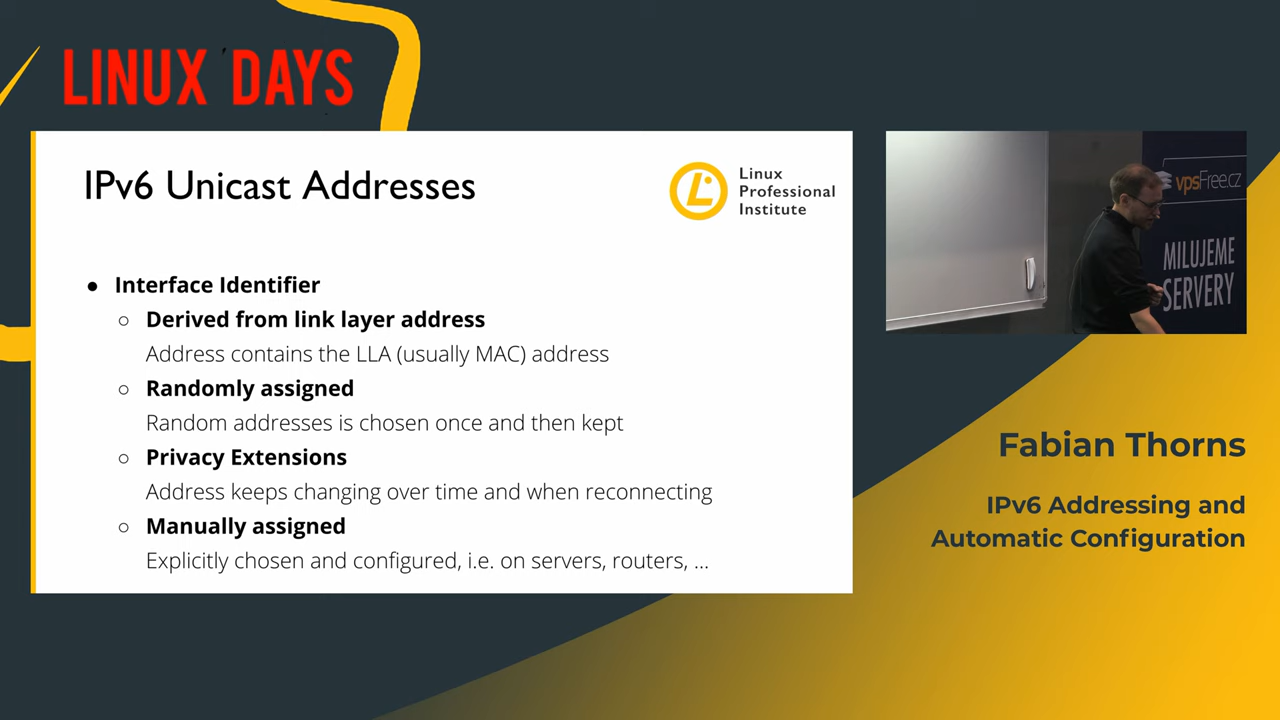 LINUX DAYS
IPv6 Unicast Addresses
Linux
Professional
Institute
● Interface Identifier
○ Derived from link layer address
Address contains the LLA (usually MAC) address
○ Randomly assigned
Random addresses is chosen once and then kept
○ Privacy Extensions
Address keeps changing over time and when reconnecting
○ Manually assigned
Explicitly chosen and configured, i.e. on servers, routers, ...
vpsFree.cz
MILUJEME
SERVERY
Fabian Thorns
IPv6 Addressing and
Automatic Configuration